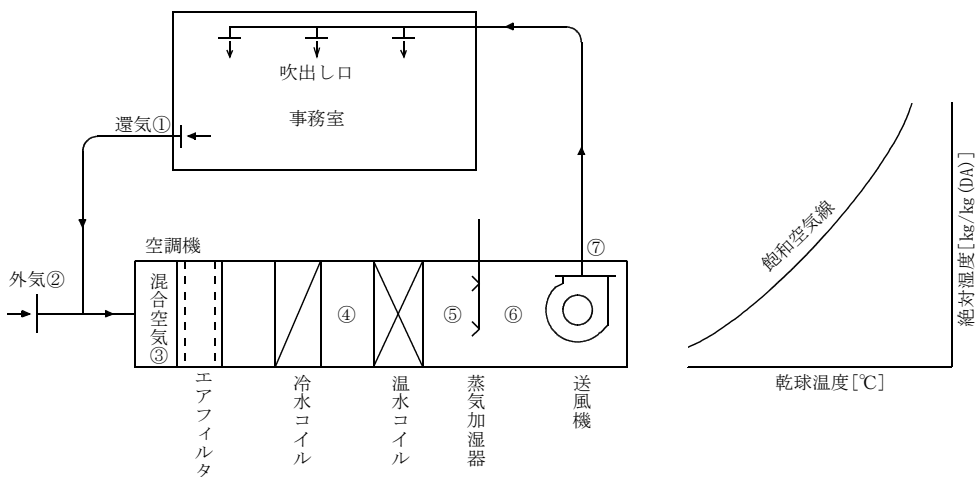 吹出し口
還気①
事務室
空調機
外気②
混合空気③
④
⑤
⑥
⑦
エアフィルタ
冷水コイル
温水コイル
蒸気加湿器
送風機
飽和空気線
絶対湿度[kg/kg(DA)]
乾球温度[℃]